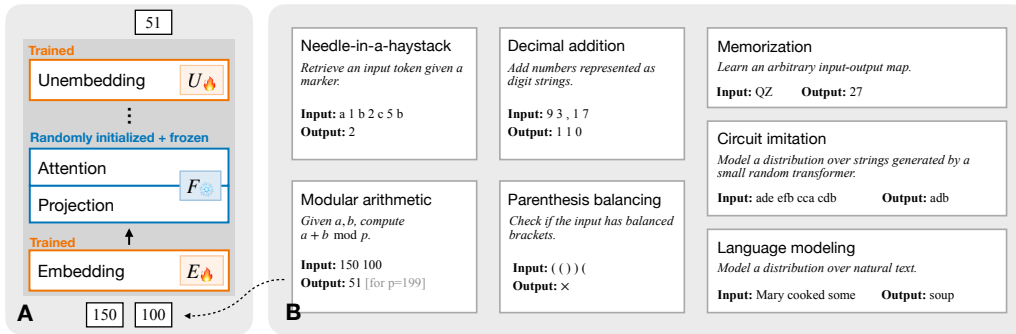 51
Trained
Unembedding
U
⋮
Randomly initialized + frozen
Attention
F
Projection
Trained
Embedding
E
A
150 100
B
Needle-in-a-haystack
Retrieve an input token given a
marker.
Input: a 1 b 2 c 5 b
Output: 2
Decimal addition
Add numbers represented as
digit strings.
Input: 9 3 , 1 7
Output: 1 1 0
Modular arithmetic
Given a, b, compute
a + b mod p.
Input: 150 100
Output: 51 [for p=199]
Parenthesis balancing
Check if the input has balanced
brackets.
Input: ( ( ) ) (
Output: ×
Memorization
Learn an arbitrary input-output map.
Input: QZ Output: 27
Circuit imitation
Model a distribution over strings generated by a
small random transformer.
Input: ade efb cca cdb Output: adb
Language modeling
Model a distribution over natural text.
Input: Mary cooked some Output: soup